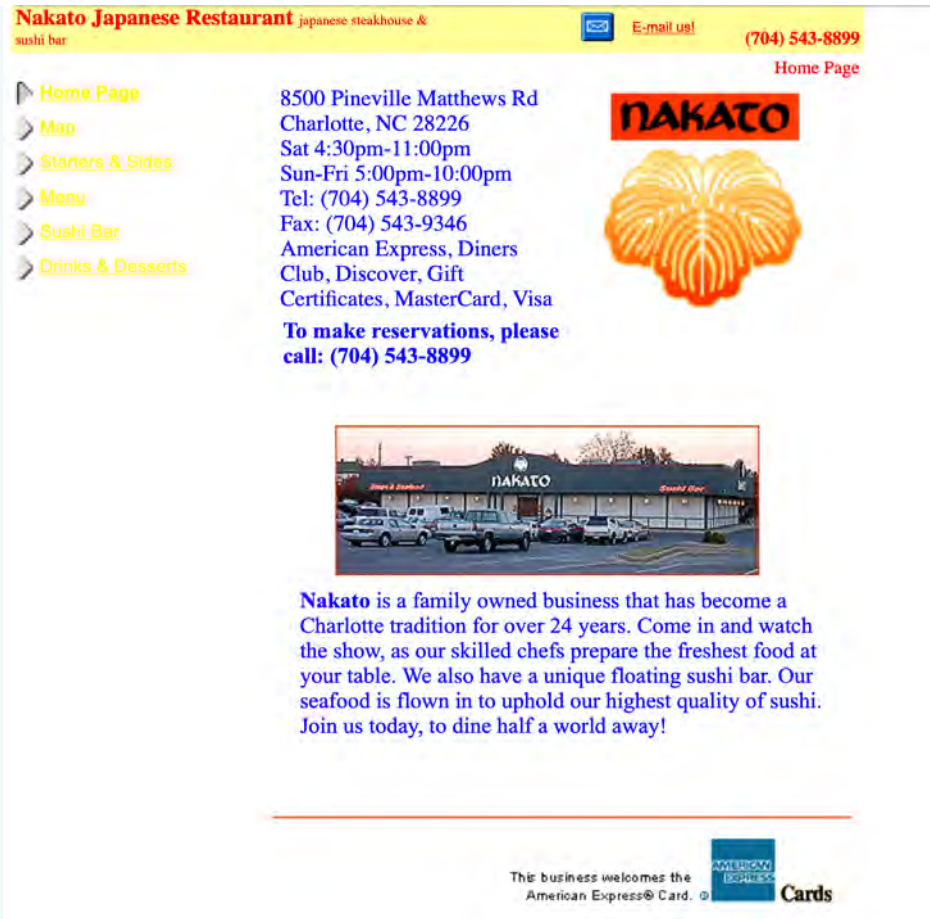 Nakato Japanese Restaurant japanese steakhouse &
sushi bar
E-mail us!
(704) 543-8899
Home Page
Home Page
Map
Starters & Sides
Menu
Sushi Bar
Drinks & Desserts
8500 Pineville Matthews Rd
Charlotte, NC 28226
Sat 4:30pm-11:00pm
Sun-Fri 5:00pm-10:00pm
Tel: (704) 543-8899
Fax: (704) 543-9346
American Express, Diners
Club, Discover, Gift
Certificates, MasterCard, Visa
To make reservations, please
call: (704) 543-8899
NAKATO
NAKATO
Sushi Bar
Nakato is a family owned business that has become a
Charlotte tradition for over 24 years. Come in and watch
the show, as our skilled chefs prepare the freshest food at
your table. We also have a unique floating sushi bar. Our
seafood is flown in to uphold our highest quality of sushi.
Join us today, to dine half a world away!
This business welcomes the
American Express® Card.
AMERICAN
EXPRESS
Cards